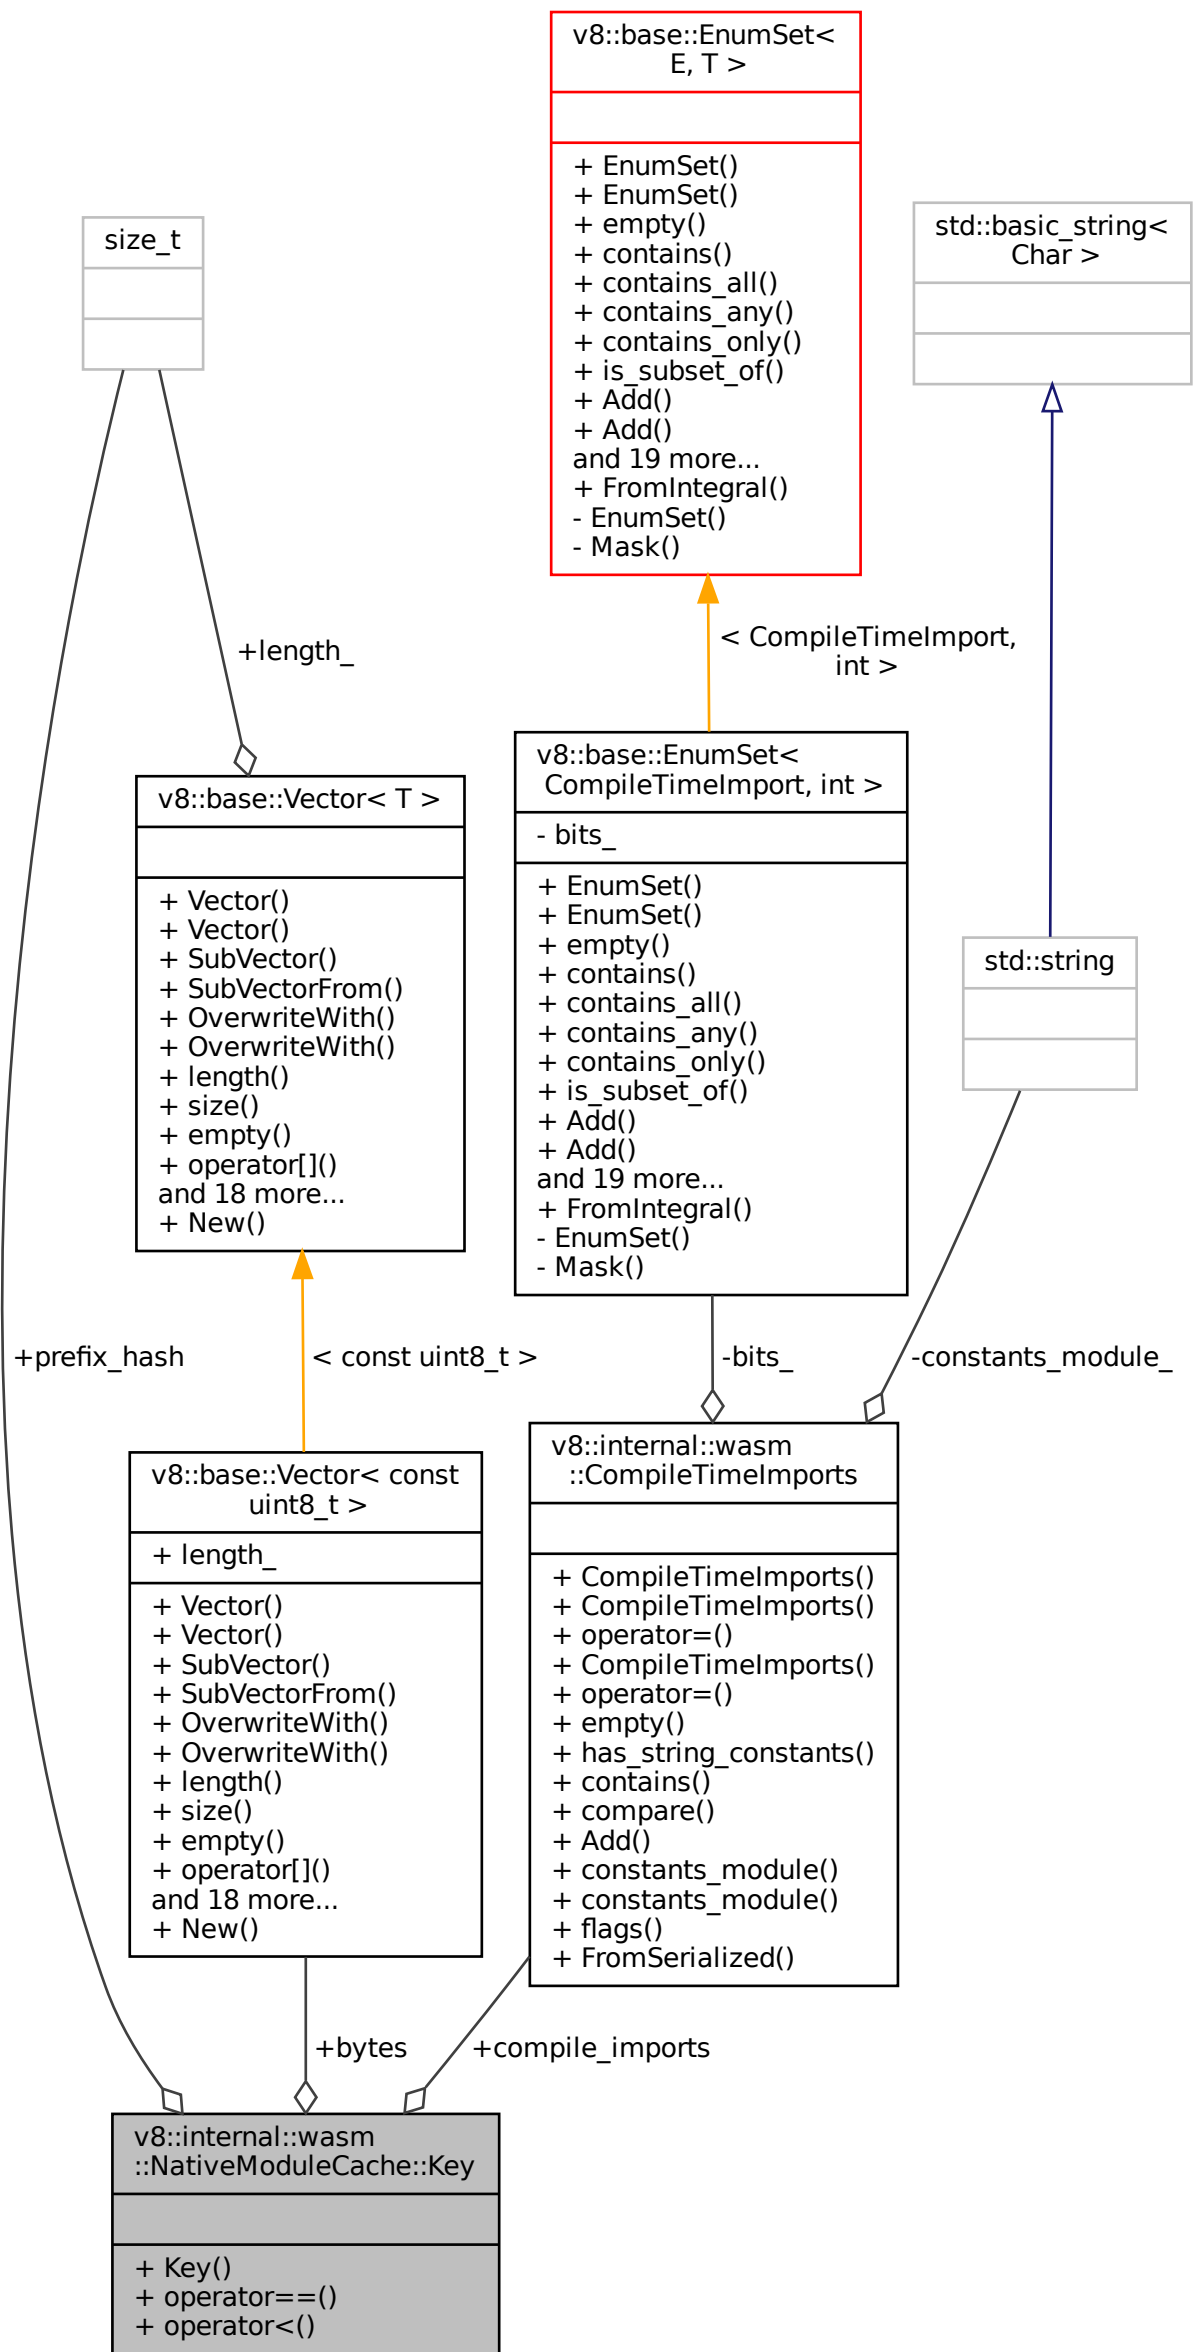 v8::base::EnumSet<
E, T >
+ EnumSet()
+ EnumSet()
+ empty()
+ contains()
+ contains_all()
+ contains_any()
+ contains_only()
+ is_subset_of()
+ Add()
+ Add()
and 19 more...
+ FromIntegral()
- EnumSet()
- Mask()
size_t
std::basic_string<
Char >
+length_
< CompileTimeImport,
int >
v8::base::Vector< T >
+ Vector()
+ Vector()
+ SubVector()
+ SubVectorFrom()
+ OverwriteWith()
+ OverwriteWith()
+ length()
+ size()
+ empty()
+ operator[]()
and 18 more...
+ New()
v8::base::EnumSet<
CompileTimeImport, int >
- bits_
+ EnumSet()
+ EnumSet()
+ empty()
+ contains()
+ contains_all()
+ contains_any()
+ contains_only()
+ is_subset_of()
+ Add()
+ Add()
and 19 more...
+ FromIntegral()
- EnumSet()
- Mask()
std::string
+prefix_hash
< const uint8_t >
-bits_
-constants_module_
v8::base::Vector< const
uint8_t >
+ length_
+ Vector()
+ Vector()
+ SubVector()
+ SubVectorFrom()
+ OverwriteWith()
+ OverwriteWith()
+ length()
+ size()
+ empty()
+ operator[]()
and 18 more...
+ New()
v8::internal::wasm
::CompileTimeImports
+ CompileTimeImports()
+ CompileTimeImports()
+ operator=()
+ CompileTimeImports()
+ operator=()
+ empty()
+ has_string_constants()
+ contains()
+ compare()
+ Add()
+ constants_module()
+ constants_module()
+ flags()
+ FromSerialized()
+bytes
+compile_imports
v8::internal::wasm
::NativeModuleCache::Key
+ Key()
+ operator==()
+ operator<()